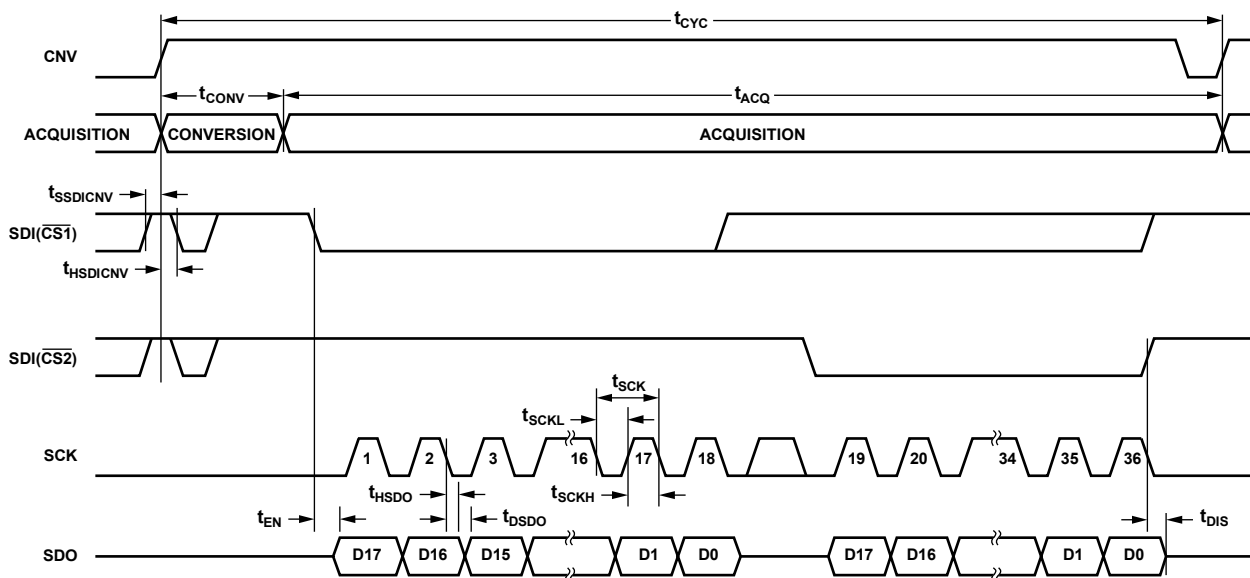 tCYC
CNV
tCONV
tACQ
ACQUISITION CONVERSION ACQUISITION
tSSDICNV
SDI(CS1)
tHSDICNV
SDI(CS2)
tSCK
tSCKL
SCK 1 2 3 16 17 18 19 20 34 35 36
tHSDO
tSCKH
tEN
tDSDO
tDIS
SDO D17 D16 D15 D1 D0 D17 D16 D1 D0